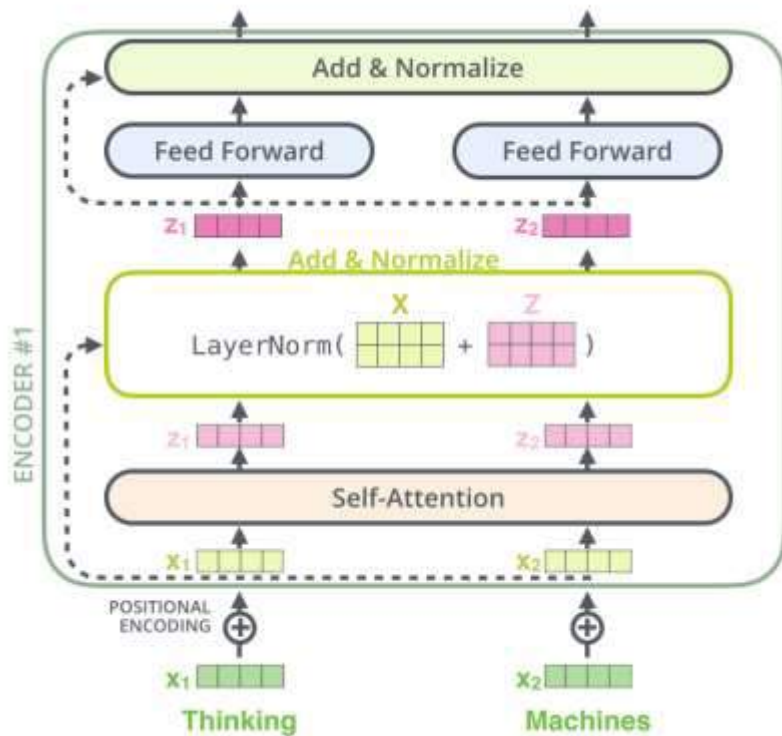 Add & Normalize
Feed Forward Feed Forward
z1 z2
Add & Normalize
X Z
LayerNorm( + )
ENCODER #1
z1 z2
Self-Attention
x1 x2
POSITIONAL
ENCODING
x1 x2
Thinking Machines